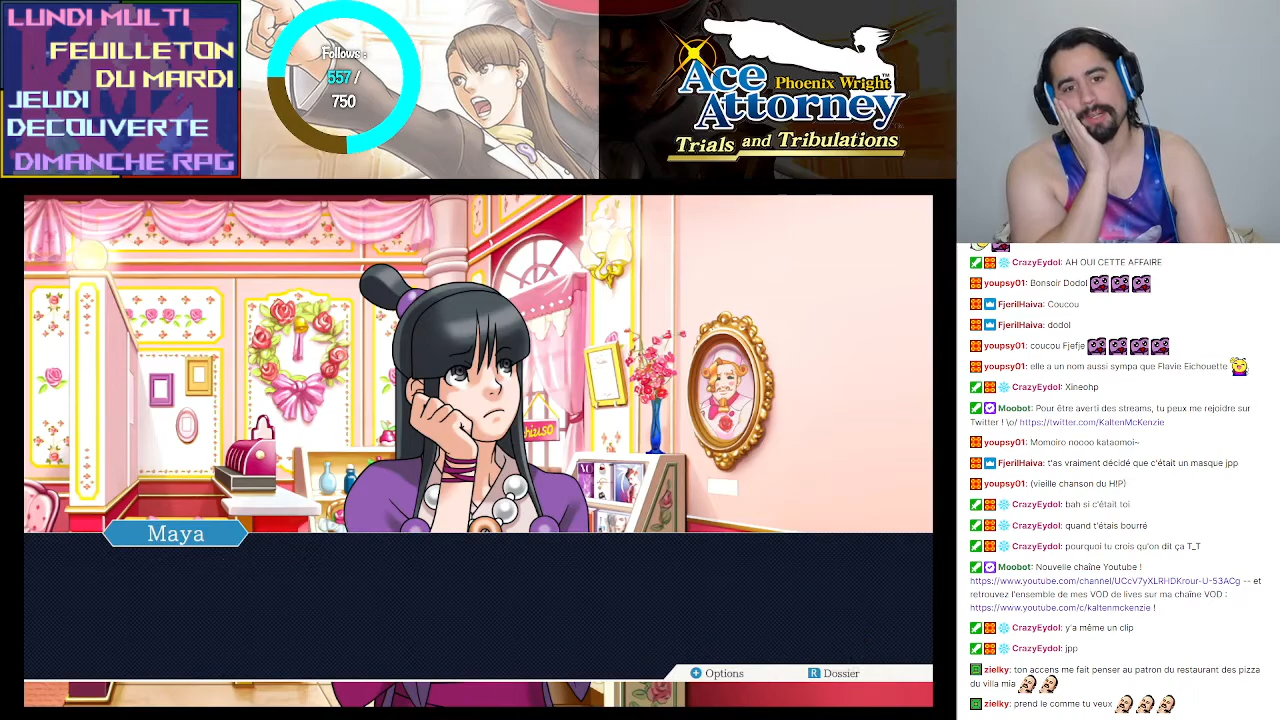 LUNDI MULTI
FEUILLETON
DU MARDI
JEUDI
DECOUVERTE
DIMANCHE RPG
Follows :
557 /
750
Phoenix Wright™
Ace
Attorney
Trials and Tribulations
chiuso
Maya
Options
R Dossier
CrazyEydol: AH OUI CETTE AFFAIRE
youpsy01: Bonsoir Dodol
FjerilHaiva: Coucou
FjerilHaiva: dodol
youpsy01: coucou Fjefje
youpsy01: elle a un nom aussi sympa que Flavie Eichouette
CrazyEydol: Xineohp
Moobot: Pour être averti des streams, tu peux me rejoindre sur
Twitter ! \o/ https://twitter.com/KaltenMcKenzie
youpsy01: Momoiro noooo kataomoi~
FjerilHaiva: t'as vraiment décidé que c'était un masque jpp
youpsy01: (vieille chanson du H!P)
CrazyEydol: bah si c'était toi
CrazyEydol: quand t'étais bourré
CrazyEydol: pourquoi tu crois qu'on dit ça T_T
Moobot: Nouvelle chaîne Youtube !
https://www.youtube.com/channel/UCcV7yXLRHDKrour-U-53ACg -- et
retrouvez l'ensemble de mes VOD de lives sur ma chaîne VOD :
https://www.youtube.com/c/kaltenmckenzie !
CrazyEydol: y'a même un clip
CrazyEydol: jpp
zielky: ton accens me fait penser au patron du restaurant des pizza
du villa mia
zielky: prend le comme tu veux